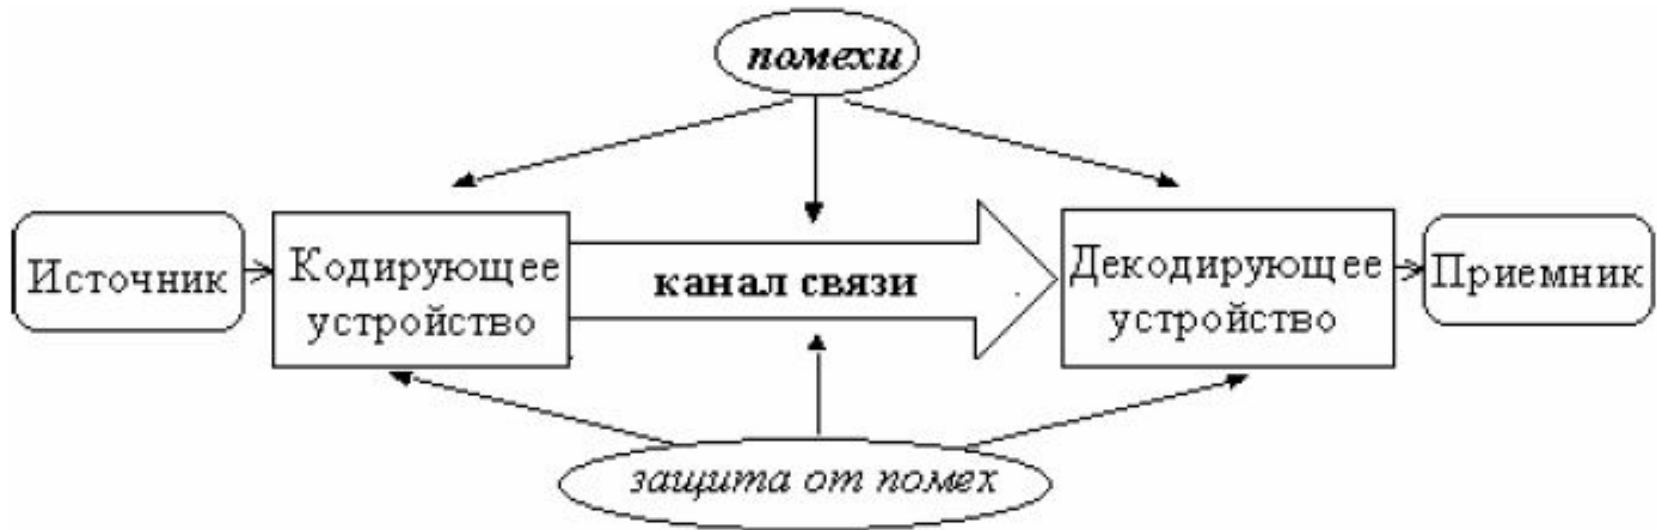 помехи
Источник
Кодирующее
устройство
канал связи
Декодирующее
устройство
Приемник
защита от помех